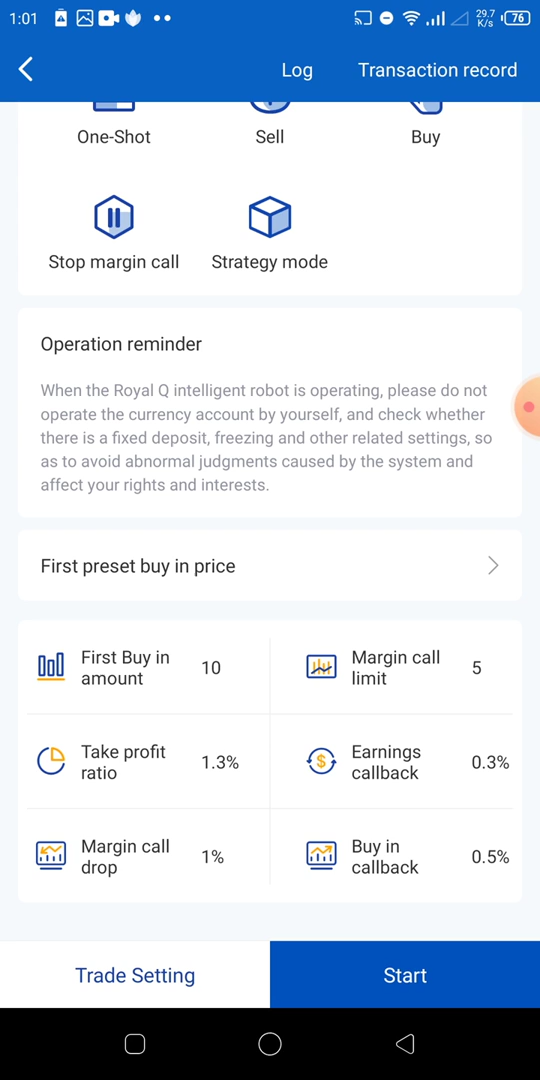 1:01 29.7 K/s 76
Log Transaction record
One-Shot Sell Buy
Stop margin call Strategy mode
Operation reminder
When the Royal Q intelligent robot is operating, please do not
operate the currency account by yourself, and check whether
there is a fixed deposit, freezing and other related settings, so
as to avoid abnormal judgments caused by the system and
affect your rights and interests.
First preset buy in price
First Buy in amount 10
Margin call limit 5
Take profit ratio 1.3%
Earnings callback 0.3%
Margin call drop 1%
Buy in callback 0.5%
Trade Setting Start